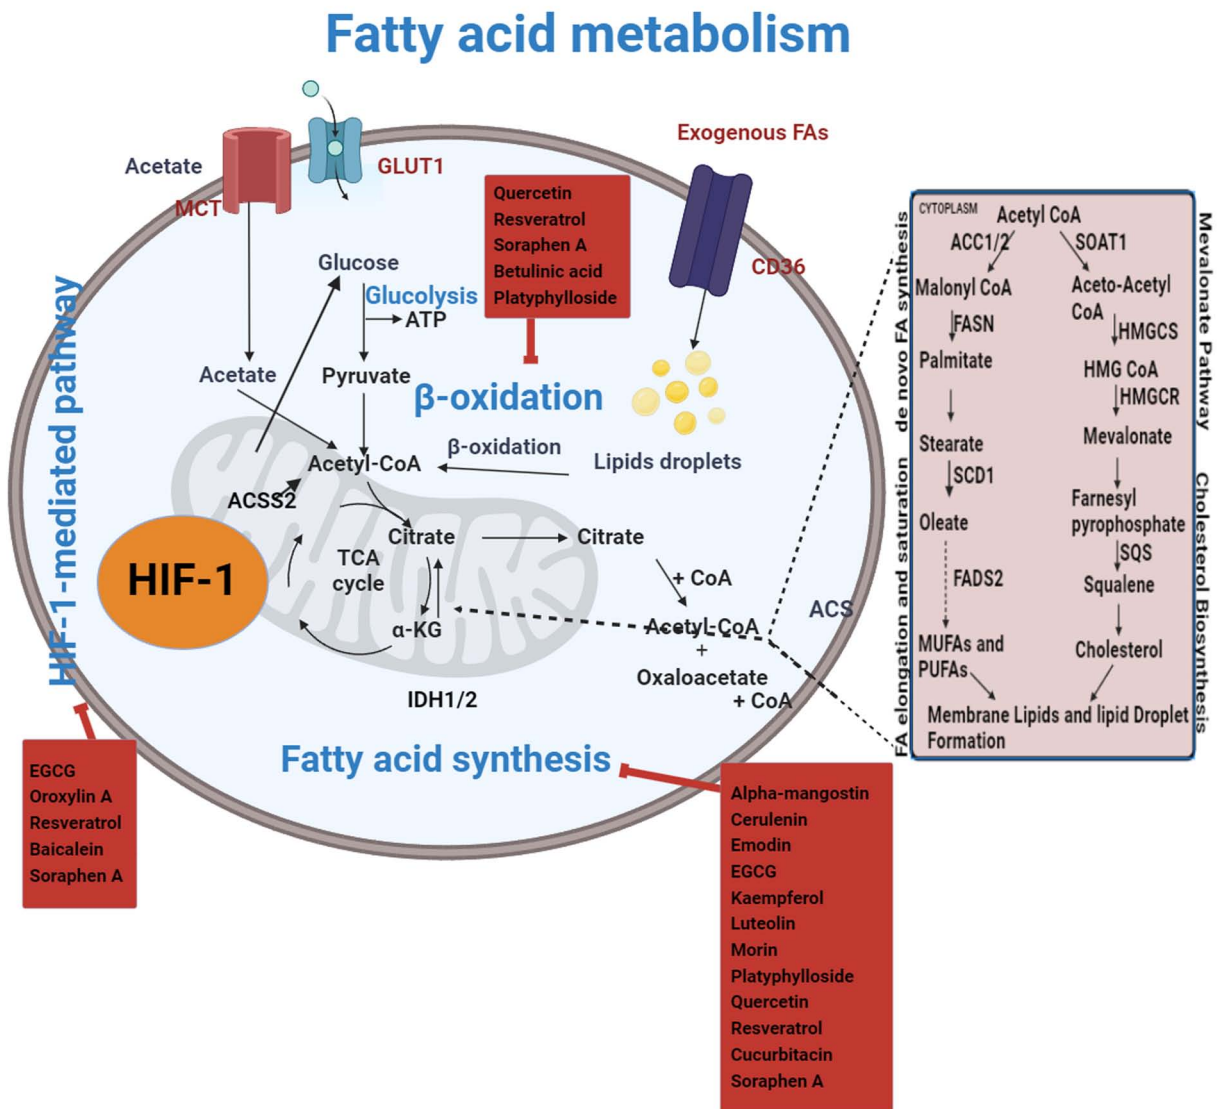 Fatty acid metabolism
Exogenous FAs
Acetate
GLUT1
MCT
CD36
Quercetin
Resveratrol
Soraphen A
Betulinic acid
Platyphylloside
Glucose
Glucolysis
ATP
Acetate
Pyruvate
β-oxidation
β-oxidation
Acetyl-CoA
Lipids droplets
ACSS2
Citrate
Citrate
TCA
cycle
+ CoA
HIF-1
α-KG
Acetyl-CoA
+
Oxaloacetate
+ CoA
ACS
IDH1/2
Fatty acid synthesis
HIF-1-mediated pathway
EGCG
Oroxylin A
Resveratrol
Baicalein
Soraphen A
Alpha-mangostin
Cerulenin
Emodin
EGCG
Kaempferol
Luteolin
Morin
Platyphylloside
Quercetin
Resveratrol
Cucurbitacin
Soraphen A
FA elongation and saturation
de novo FA synthesis
CYTOPLASM
Acetyl CoA
ACC1/2
SOAT1
Malonyl CoA
Aceto-Acetyl
CoA
FASN
HMGCS
Palmitate
HMG CoA
HMGCR
Stearate
Mevalonate
SCD1
Farnesyl
pyrophosphate
Oleate
SQS
FADS2
Squalene
MUFAs and
PUFAs
Cholesterol
Membrane Lipids and lipid Droplet
Formation
Mevalonate Pathway
Cholesterol Biosynthesis